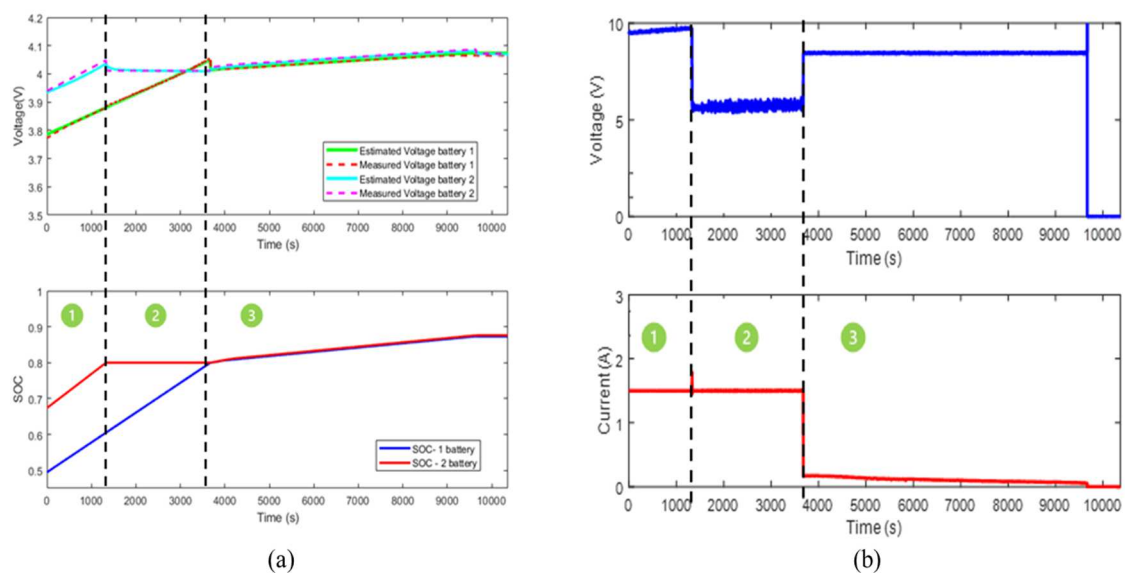 4.2
4.1
4
3.9
3.8
3.7
3.6
3.5
Voltage(V)
Estimated Voltage battery 1
Measured Voltage battery 1
Estimated Voltage battery 2
Measured Voltage battery 2
0 1000 2000 3000 4000 5000 6000 7000 8000 9000 10000
Time (s)
1
0.9
0.8
0.7
0.6
0.5
SOC
1 2 3
SOC- 1 battery
SOC - 2 battery
0 1000 2000 3000 4000 5000 6000 7000 8000 9000 10000
Time (s)
(a)
10
5
0
Voltage (V)
0 1000 2000 3000 4000 5000 6000 7000 8000 9000 10000
Time (s)
3
2
1
0
Current (A)
1 2 3
0 1000 2000 3000 4000 5000 6000 7000 8000 9000 10000
Time (s)
(b)